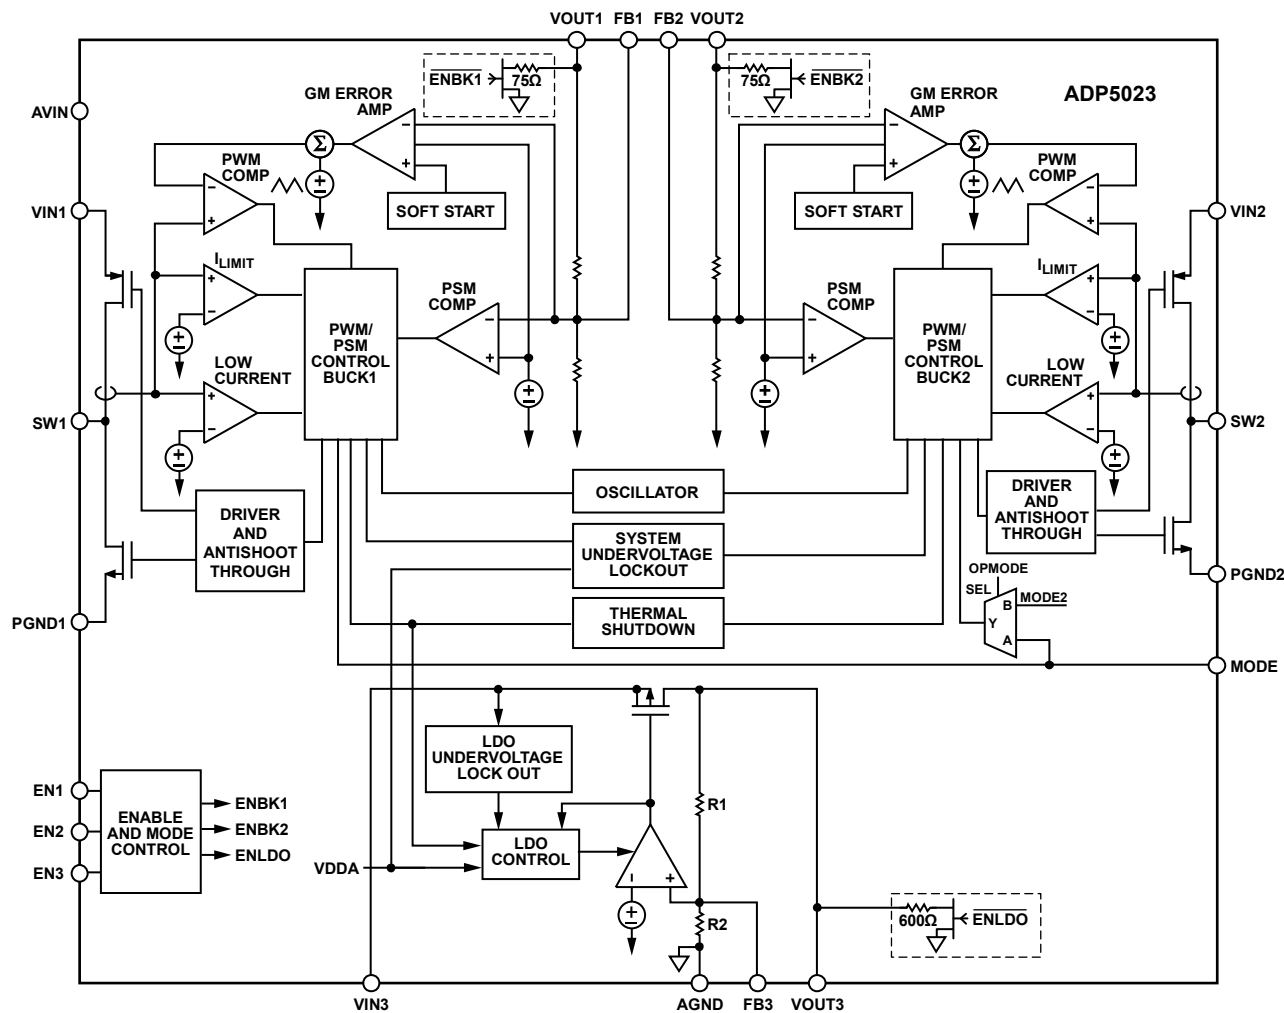 VOUT1 FB1 FB2 VOUT2
ENBK1
75Ω
75Ω
ENBK2
ADP5023
AVIN
GM ERROR
AMP
−
+
Σ
PWM
COMP
−
+
SOFT START
GM ERROR
AMP
−
+
Σ
PWM
COMP
−
+
SOFT START
VIN1
VIN2
ILIMIT
+
−
PSM
COMP
−
+
PWM/
PSM
CONTROL
BUCK1
PSM
COMP
−
+
PWM/
PSM
CONTROL
BUCK2
ILIMIT
+
−
LOW
CURRENT
+
−
LOW
CURRENT
+
−
SW1
SW2
OSCILLATOR
DRIVER
AND
ANTISHOOT
THROUGH
SYSTEM
UNDERVOLTAGE
LOCKOUT
DRIVER
AND
ANTISHOOT
THROUGH
PGND2
OPMODE
SEL
B
MODE2
Y
A
THERMAL
SHUTDOWN
PGND1
MODE
LDO
UNDERVOLTAGE
LOCK OUT
EN1
EN2
EN3
ENABLE
AND MODE
CONTROL
ENBK1
ENBK2
ENLDO
VDDA
LDO
CONTROL
−
+
R1
R2
600Ω
ENLDO
VIN3
AGND
FB3
VOUT3